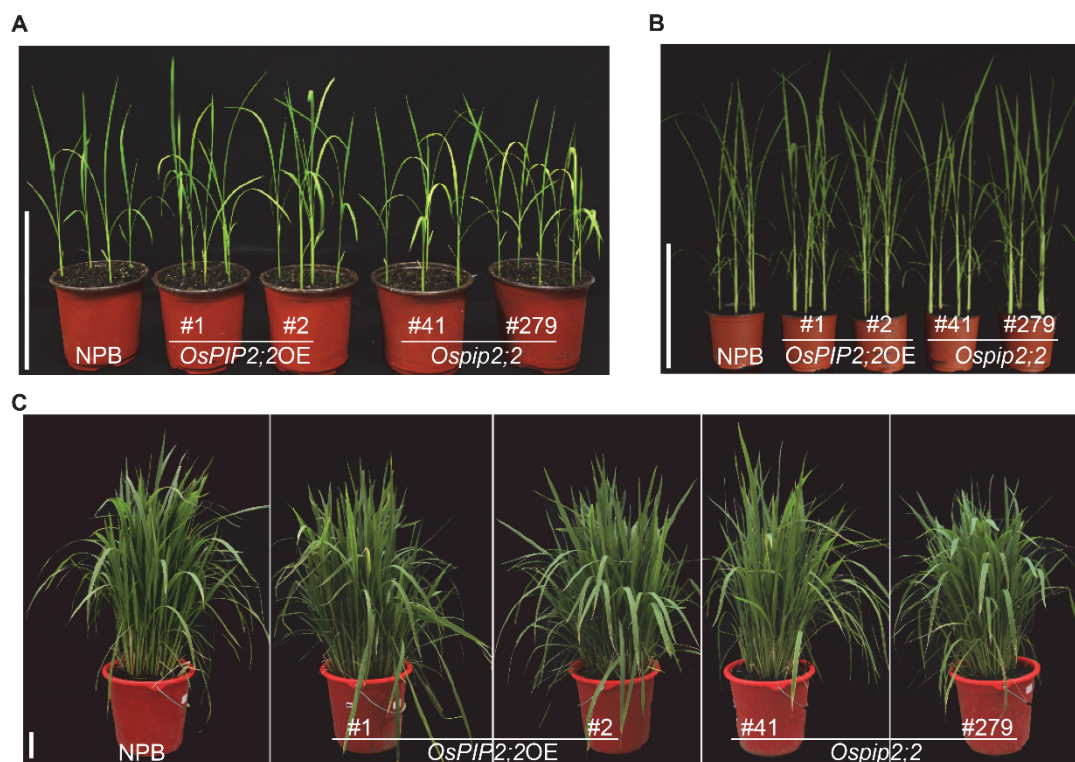 A
B
#1
#2
#41
#279
NPB
OsPIP2;2OE
Ospip2;2
#1
#2
#41
#279
NPB
OsPIP2;2OE
Ospip2;2
C
#1
#2
#41
#279
NPB
OsPIP2;2OE
Ospip2;2